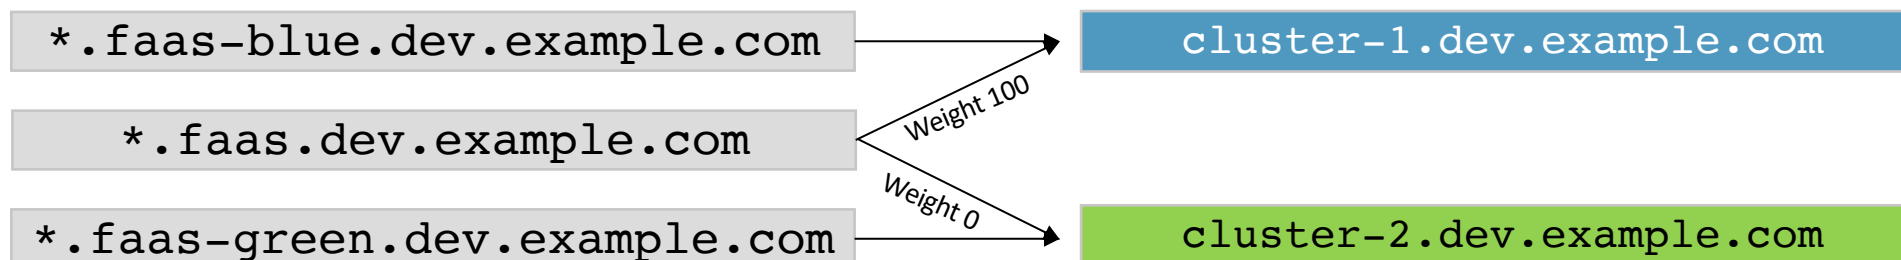 *.faas-blue.dev.example.com
cluster-1.dev.example.com
Weight 100
*.faas.dev.example.com
Weight 0
*.faas-green.dev.example.com
cluster-2.dev.example.com